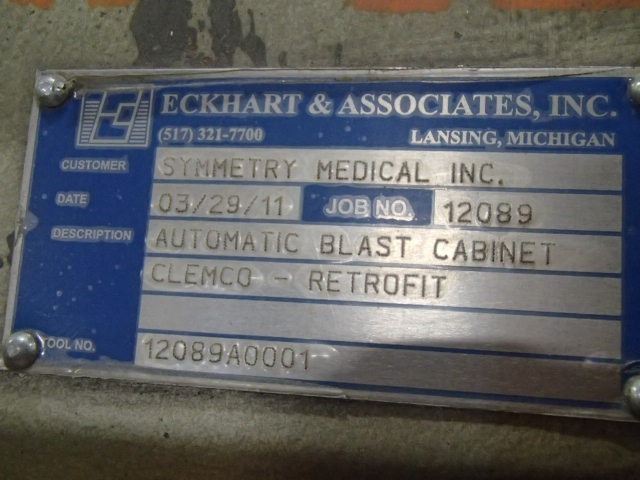 ECKHART & ASSOCIATES, INC.
(517) 321-7700 LANSING, MICHIGAN
CUSTOMER SYMMETRY MEDICAL INC.
DATE 03/29/11 JOB NO. 12089
DESCRIPTION AUTOMATIC BLAST CABINET
CLEMCO - RETROFIT
TOOL NO. 12089A0001